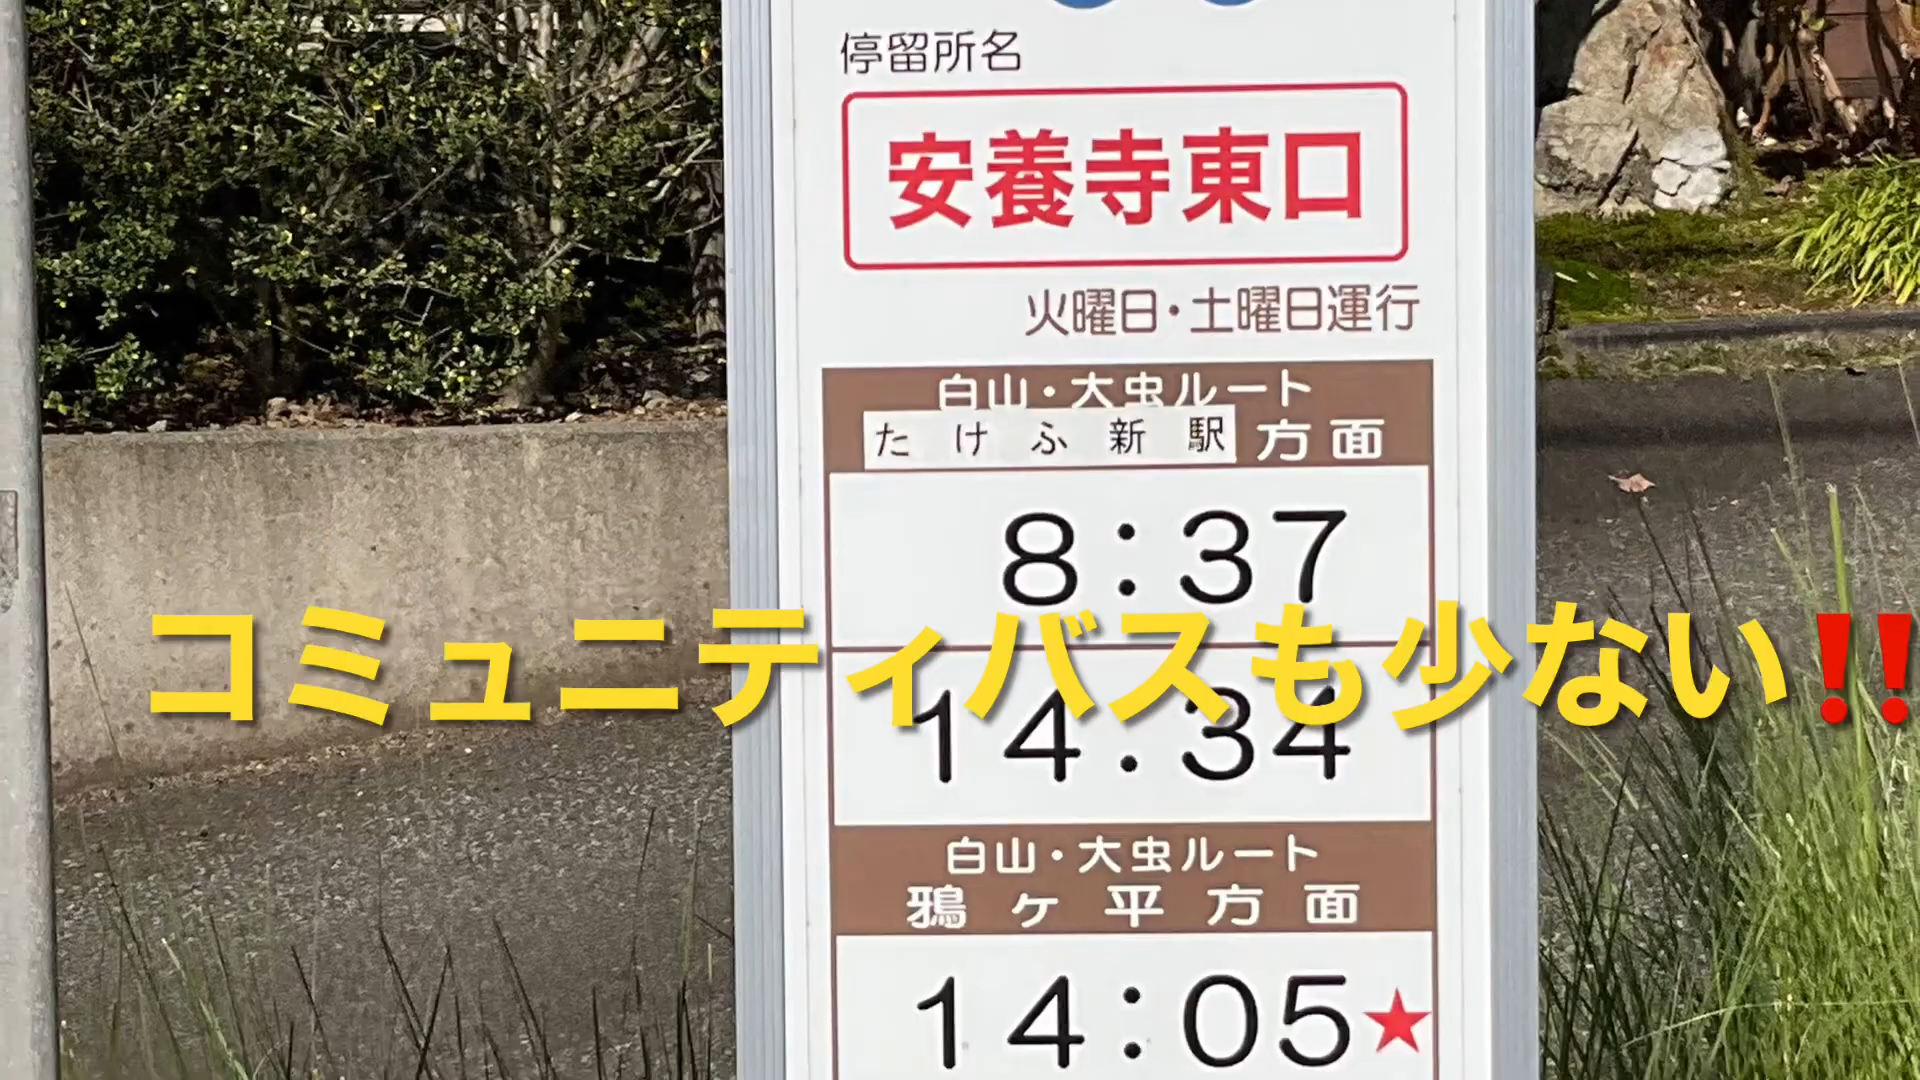 停留所名
安養寺東口
火曜日・土曜日運行
白山・大虫ルート
たけふ新駅 方面
8:37
コミュニティバスも少ない‼
14:34
白山・大虫ルート
鴉ヶ平方面
14:05★